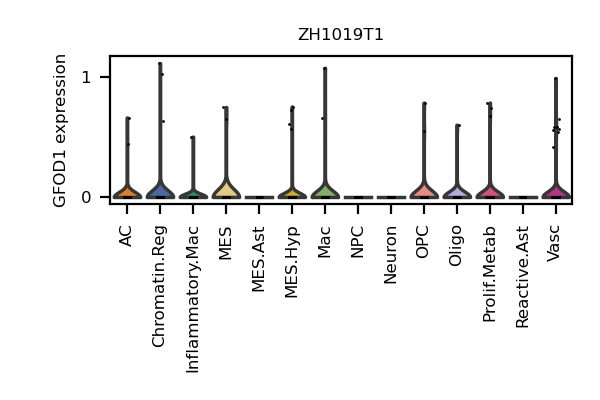 ZH1019T1
GFOD1 expression
1
0
AC
Chromatin.Reg
Inflammatory.Mac
MES
MES.Ast
MES.Hyp
Mac
NPC
Neuron
OPC
Oligo
Prolif.Metab
Reactive.Ast
Vasc